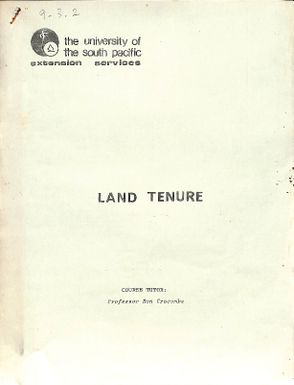 9.3.2
the university of
the south pacific
extension services
LAND TENURE
COURSE TUTOR:
Professor Ron Crocombe